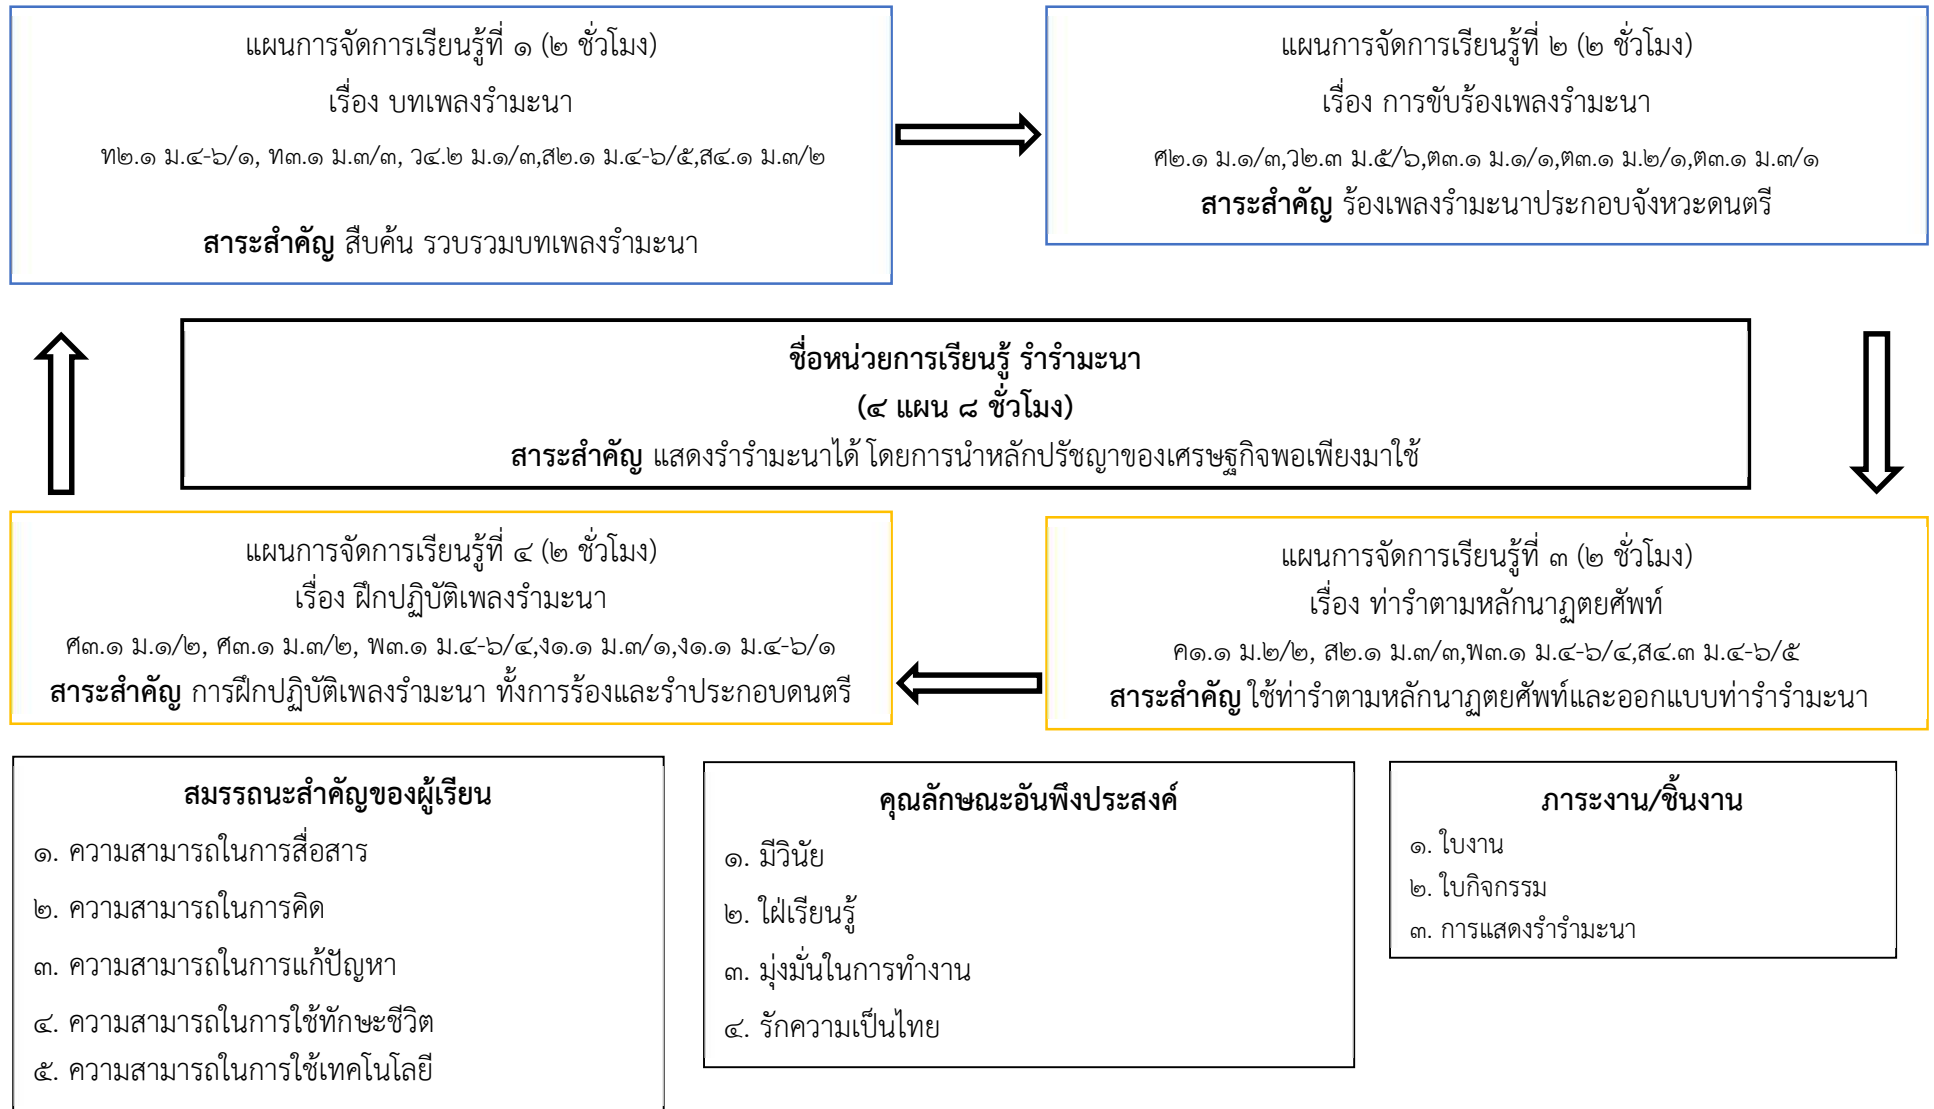 แผนการจัดการเรียนรู้ที่ ๑ (๒ ชั่วโมง)
เรื่อง บทเพลงรำมะนา
ท๒.๑ ม.๔-๖/๑, ท๓.๑ ม.๓/๓, ว๔.๒ ม.๑/๓,ส๒.๑ ม.๔-๖/๕,ส๔.๑ ม.๓/๒
สาระสำคัญ สืบค้น รวบรวมบทเพลงรำมะนา
แผนการจัดการเรียนรู้ที่ ๒ (๒ ชั่วโมง)
เรื่อง การขับร้องเพลงรำมะนา
ศ๒.๑ ม.๑/๓,ว๒.๓ ม.๕/๖,ต๓.๑ ม.๑/๑,ต๓.๑ ม.๒/๑,ต๓.๑ ม.๓/๑
สาระสำคัญ ร้องเพลงรำมะนาประกอบจังหวะดนตรี
ชื่อหน่วยการเรียนรู้ รำรำมะนา
(๔ แผน ๘ ชั่วโมง)
สาระสำคัญ แสดงรำรำมะนาได้ โดยการนำหลักปรัชญาของเศรษฐกิจพอเพียงมาใช้
แผนการจัดการเรียนรู้ที่ ๔ (๒ ชั่วโมง)
เรื่อง ฝึกปฏิบัติเพลงรำมะนา
ศ๓.๑ ม.๑/๒, ศ๓.๑ ม.๓/๒, พ๓.๑ ม.๔-๖/๔,ง๑.๑ ม.๓/๑,ง๑.๑ ม.๔-๖/๑
สาระสำคัญ การฝึกปฏิบัติเพลงรำมะนา ทั้งการร้องและรำประกอบดนตรี
แผนการจัดการเรียนรู้ที่ ๓ (๒ ชั่วโมง)
เรื่อง ท่ารำตามหลักนาฏตยศัพท์
ค๑.๑ ม.๒/๒, ส๒.๑ ม.๓/๓,พ๓.๑ ม.๔-๖/๔,ส๔.๓ ม.๔-๖/๕
สาระสำคัญ ใช้ท่ารำตามหลักนาฏตยศัพท์และออกแบบท่ารำรำมะนา
สมรรถนะสำคัญของผู้เรียน
๑. ความสามารถในการสื่อสาร
๒. ความสามารถในการคิด
๓. ความสามารถในการแก้ปัญหา
๔. ความสามารถในการใช้ทักษะชีวิต
๕. ความสามารถในการใช้เทคโนโลยี
คุณลักษณะอันพึงประสงค์
๑. มีวินัย
๒. ใฝ่เรียนรู้
๓. มุ่งมั่นในการทำงาน
๔. รักความเป็นไทย
ภาระงาน/ชิ้นงาน
๑. ใบงาน
๒. ใบกิจกรรม
๓. การแสดงรำรำมะนา